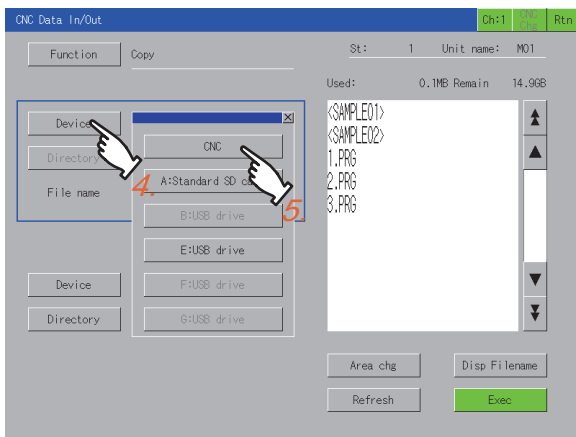 CNC Data In/Out
Ch:1
CNC
Chg
Rtn
Function
Copy
St: 1 Unit name: M01
Used: 0.1MB Remain 14.9GB
Device
Directory
File name
4.
CNC
A:Standard SD
5.
B:USB drive
E:USB drive
F:USB drive
G:USB drive
<SAMPLE01>
<SAMPLE02>
1.PRG
2.PRG
3.PRG
Device
Directory
Area chg
Disp Filename
Refresh
Exec